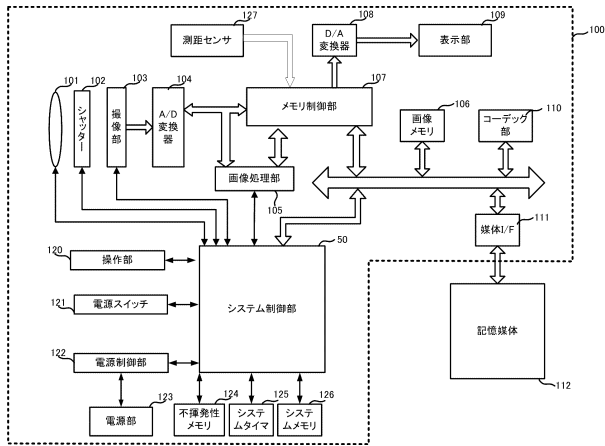 127
測距センサ
108
D/A
変換器
109
表示部
100
101
102
シャッター
103
撮像部
104
A/D
変換器
107
メモリ制御部
106
画像
メモリ
110
コーデック
部
画像処理部
105
111
媒体I/F
50
システム制御部
120
操作部
121
電源スイッチ
122
電源制御部
記憶媒体
112
123
電源部
124
不揮発性
メモリ
125
システ
ムタイマ
126
システ
ムメモリ